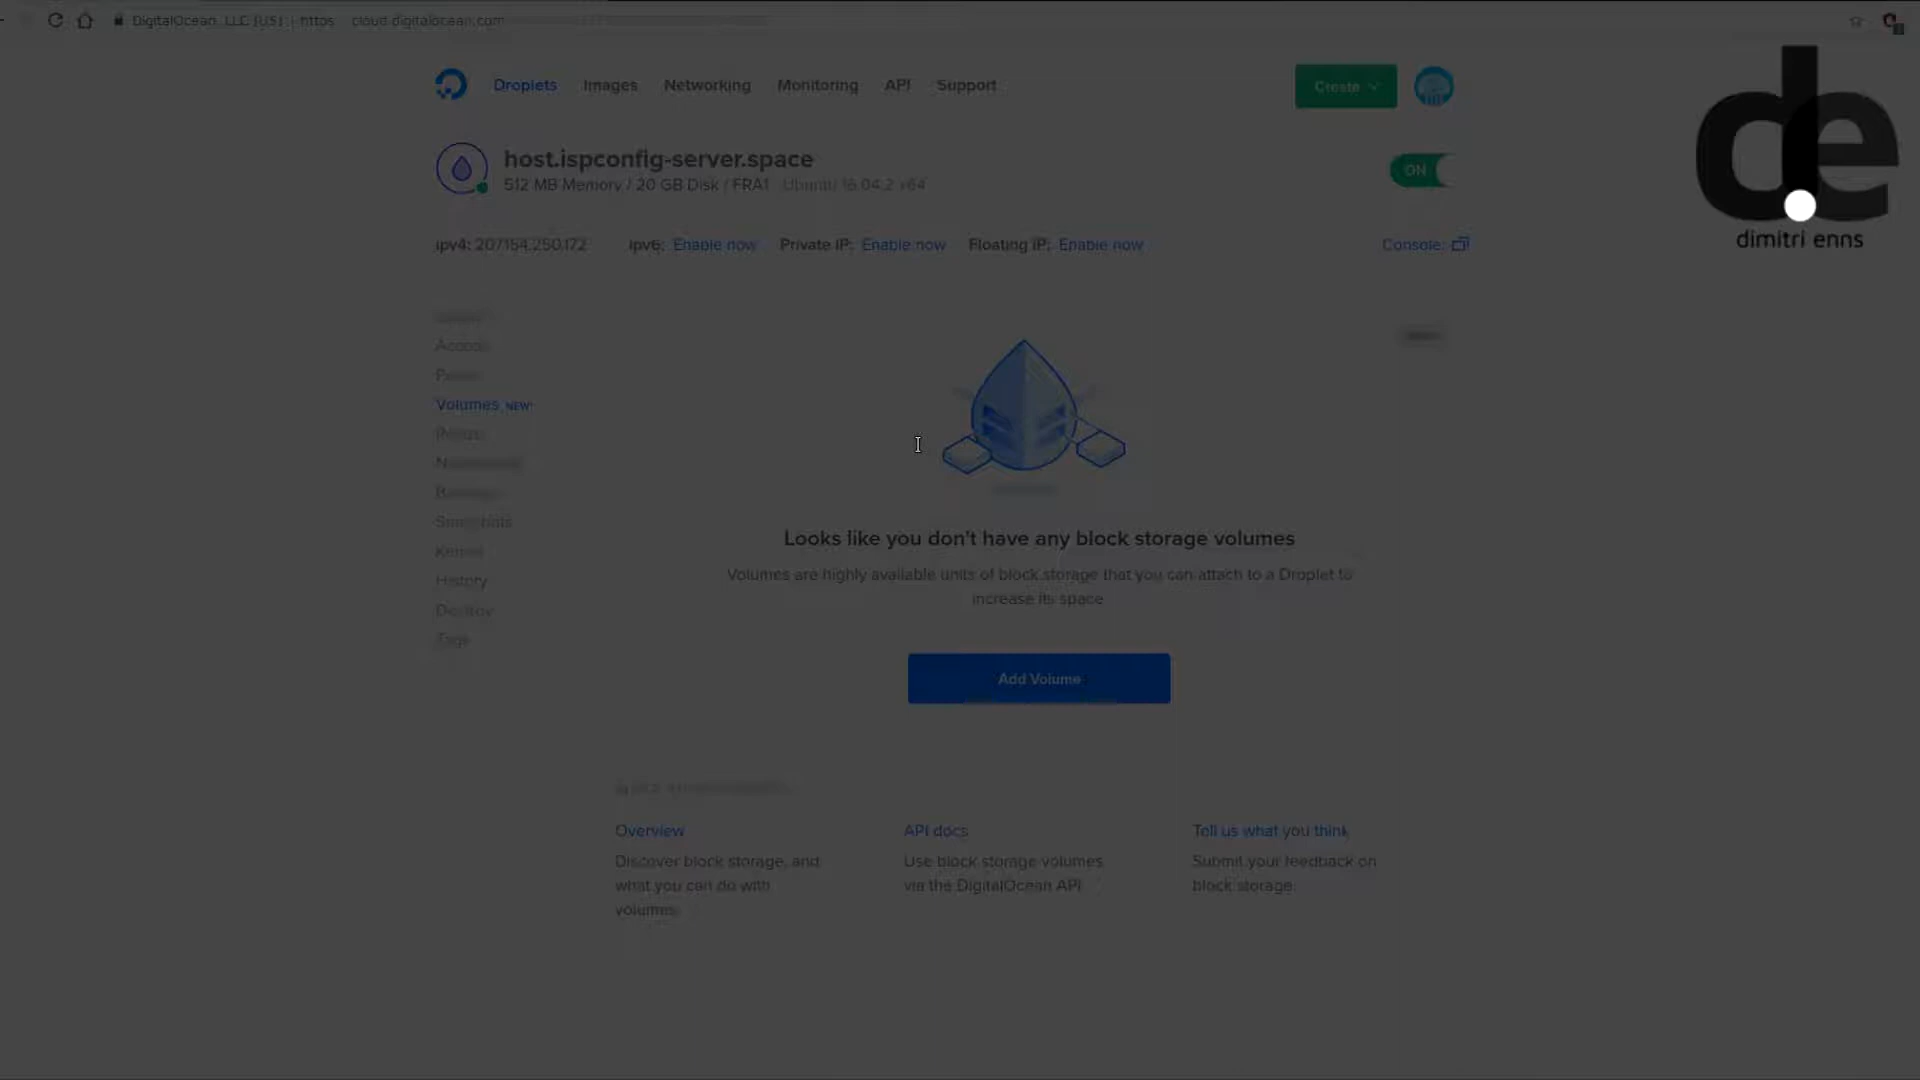 DigitalOcean, LLC [US] | https cloud.digitalocean.com
Droplets Images Networking Monitoring API Support Create
host.ispconfig-server.space
512 MB Memory / 20 GB Disk / FRA1 Ubuntu 16.04.2 x64
ON
de
dimitri enns
ipv4: 207.154.250.172 ipv6: Enable now Private IP: Enable now Floating IP: Enable now Console:
Access
Volumes NEW!
Snapshots
Kernel
History
Destroy
Tags
Looks like you don't have any block storage volumes
Volumes are highly available units of block storage that you can attach to a Droplet to
increase its space
Add Volume
Overview
Discover block storage, and
what you can do with
volumes.
API docs
Use block storage volumes
via the DigitalOcean API
Tell us what you think
Submit your feedback on
block storage.